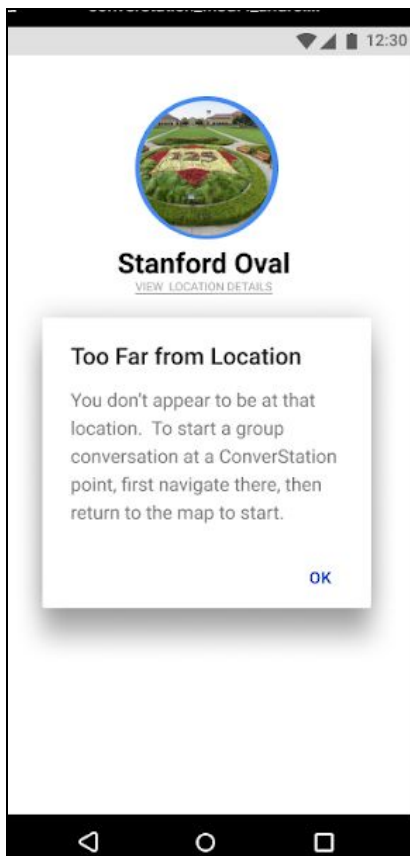 12:30
125
Stanford Oval
VIEW LOCATION DETAILS
Too Far from Location
You don't appear to be at that
location.  To start a group
conversation at a ConverStation
point, first navigate there, then
return to the map to start.
OK